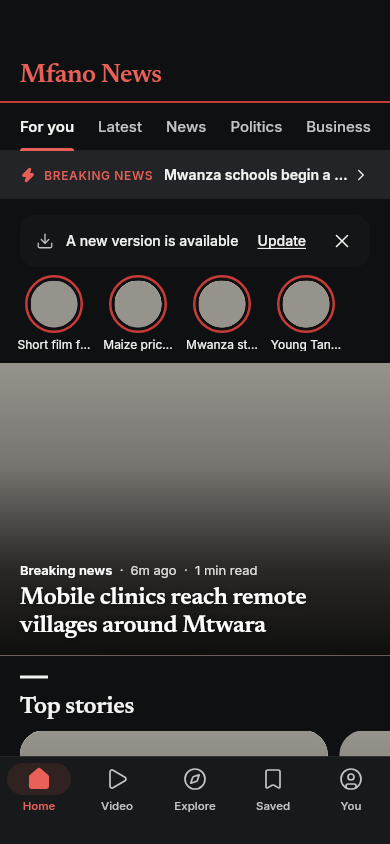 Mfano News
For you Latest News Politics Business
BREAKING NEWS Mwanza schools begin a ...
A new version is available Update
Short film f... Maize pric... Mwanza st... Young Tan...
Breaking news · 6m ago · 1 min read
Mobile clinics reach remote
villages around Mtwara
Top stories
Home Video Explore Saved You